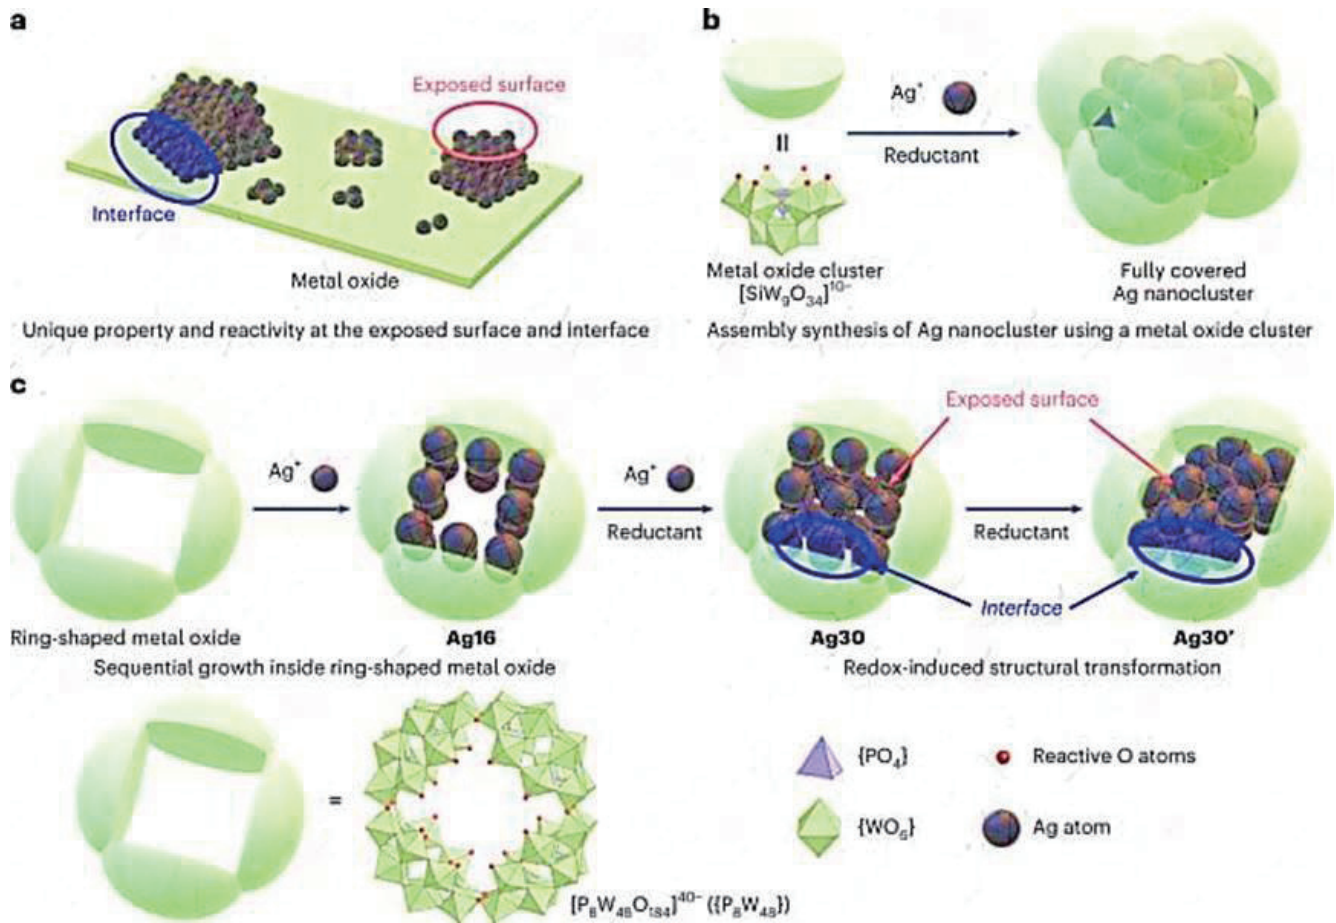 a
Exposed surface
Interface
Metal oxide
Unique property and reactivity at the exposed surface and interface
b
Ag⁺
Reductant
Metal oxide cluster
[SiW₉O₃₄]¹⁰⁻
Fully covered
Ag nanocluster
Assembly synthesis of Ag nanocluster using a metal oxide cluster
c
Ag⁺
Ag⁺
Reductant
Exposed surface
Reductant
Interface
Ring-shaped metal oxide
Ag16
Ag30
Ag30′
Sequential growth inside ring-shaped metal oxide
Redox-induced structural transformation
=
{PO₄}
Reactive O atoms
{WO₆}
Ag atom
[P₈W₄₈O₁₈₄]⁴⁰⁻ ({P₈W₄₈})